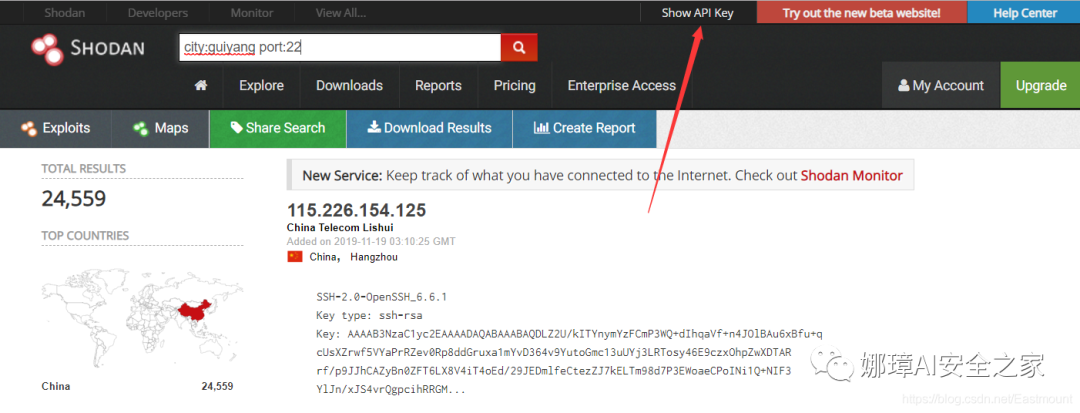 Shodan Developers Monitor View All... Show API Key Try out the new beta website! Help Center
SHODAN city:guiyang port:22
Explore Downloads Reports Pricing Enterprise Access My Account Upgrade
Exploits Maps Share Search Download Results Create Report
TOTAL RESULTS
24,559
TOP COUNTRIES
China 24,559
New Service: Keep track of what you have connected to the Internet. Check out Shodan Monitor
115.226.154.125
China Telecom Lishui
Added on 2019-11-19 03:10:25 GMT
China, Hangzhou
SSH-2.0-OpenSSH_6.6.1
Key type: ssh-rsa
Key: AAAAB3NzaC1yc2EAAAADAQABAAABAQDLZ2U/kITYnymYzFCmP3WQ+dIhqaVf+n4JOlBAu6xBfu+q
cUsXZrwf5VYaPrRZev0Rp8ddGruxa1mYvD364v9YutoGmc13uUYj3LRTosy46E9czxOhpZwXDTAR
rf/p9JJhCAZyBn0ZFT6LX8V4iT4oEd/29JEDmlfeCtezZJ7kELTm98d7P3EWoaeCPoINi1Q+NIF3
YlJn/xJS4vrQgpcihRRGM...
娜璋AI安全之家
https://blog.csdn.net/Eastmount